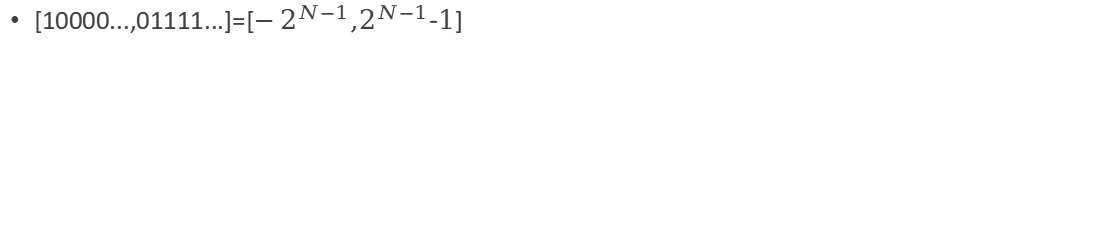 • [10000...,01111...]=[− 2^{N−1},2^{N−1}-1]